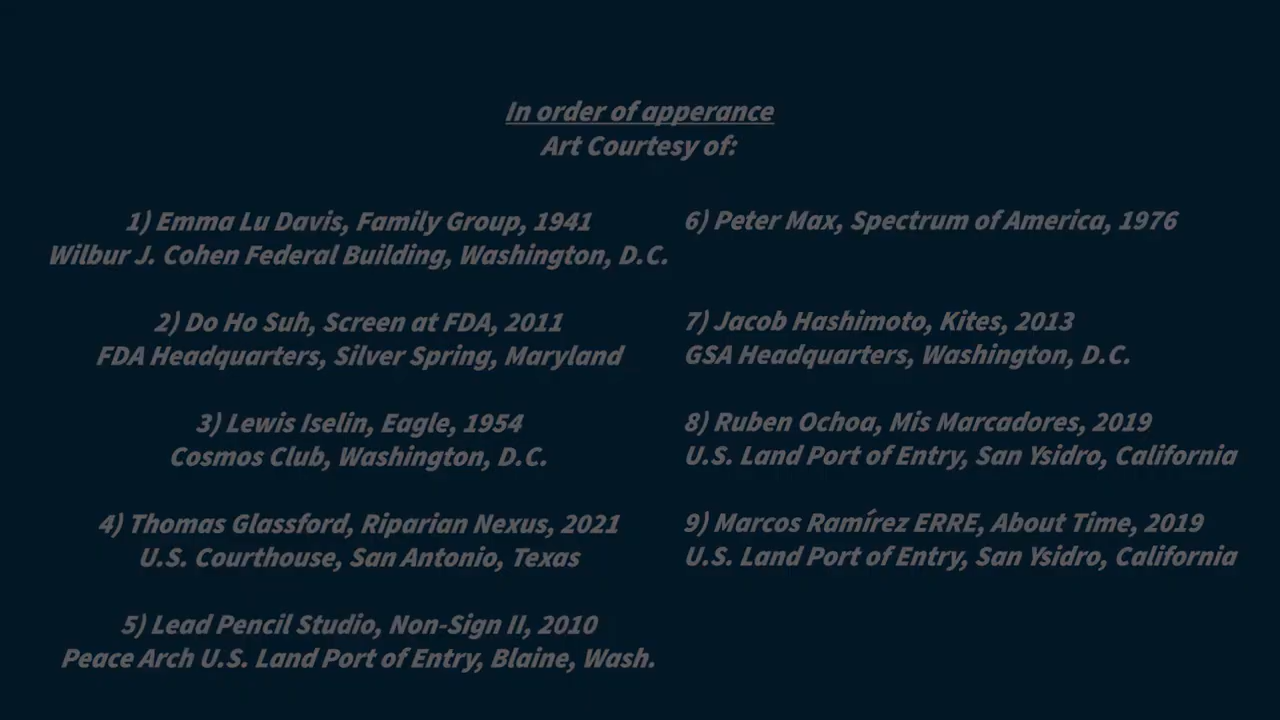 In order of apperance
Art Courtesy of:
1) Emma Lu Davis, Family Group, 1941
Wilbur J. Cohen Federal Building, Washington, D.C.
2) Do Ho Suh, Screen at FDA, 2011
FDA Headquarters, Silver Spring, Maryland
3) Lewis Iselin, Eagle, 1954
Cosmos Club, Washington, D.C.
4) Thomas Glassford, Riparian Nexus, 2021
U.S. Courthouse, San Antonio, Texas
5) Lead Pencil Studio, Non-Sign II, 2010
Peace Arch U.S. Land Port of Entry, Blaine, Wash.
6) Peter Max, Spectrum of America, 1976
7) Jacob Hashimoto, Kites, 2013
GSA Headquarters, Washington, D.C.
8) Ruben Ochoa, Mis Marcadores, 2019
U.S. Land Port of Entry, San Ysidro, California
9) Marcos Ramírez ERRE, About Time, 2019
U.S. Land Port of Entry, San Ysidro, California